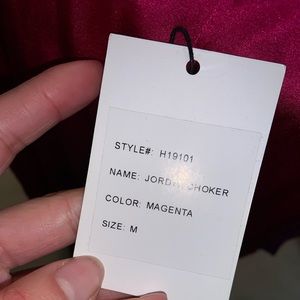 STYLE#: H19101
NAME: CHOKER
COLOR: MAGENTA
SIZE: M